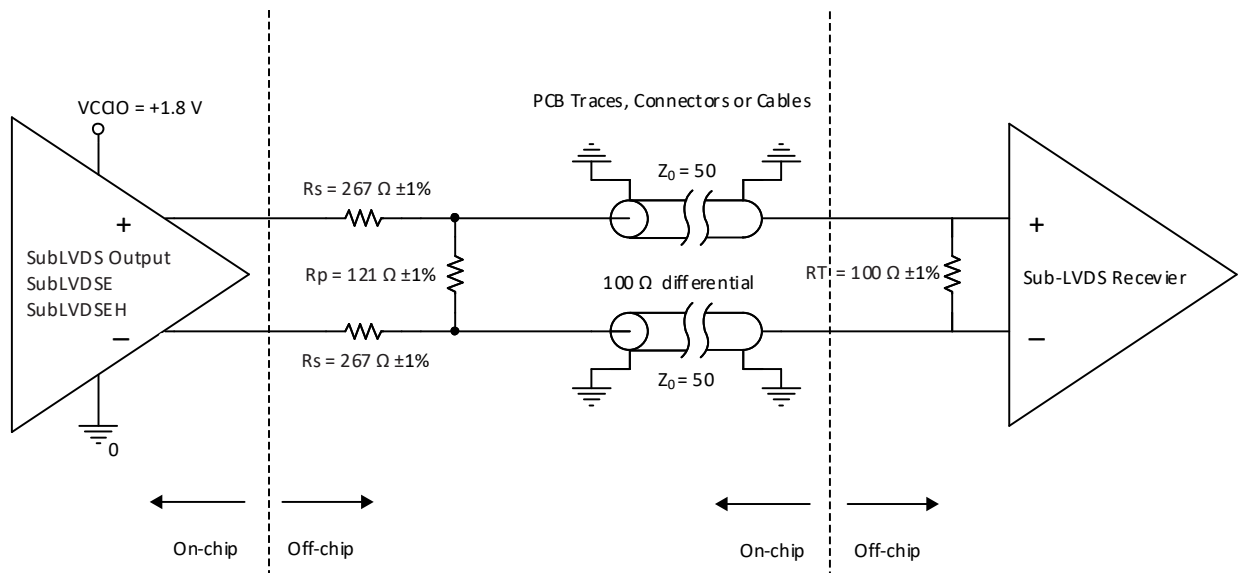 VCCIO = +1.8 V
PCB Traces, Connectors or Cables
Z0 = 50
Rs = 267 Ω ±1%
+
+
SubLVDS Output
SubLVDSE
SubLVDSEH
Rp = 121 Ω ±1%
100 Ω differential
RT = 100 Ω ±1%
Sub-LVDS Recevier
−
−
Rs = 267 Ω ±1%
Z0 = 50
0
On-chip
Off-chip
On-chip
Off-chip